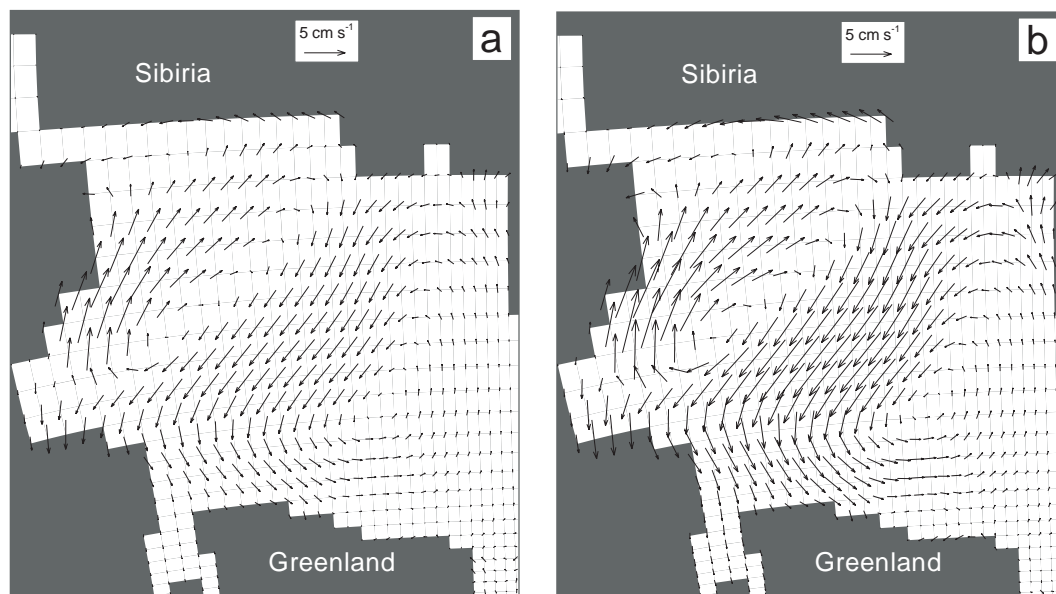 5 cm s⁻¹
a
Sibiria
Greenland
5 cm s⁻¹
b
Sibiria
Greenland